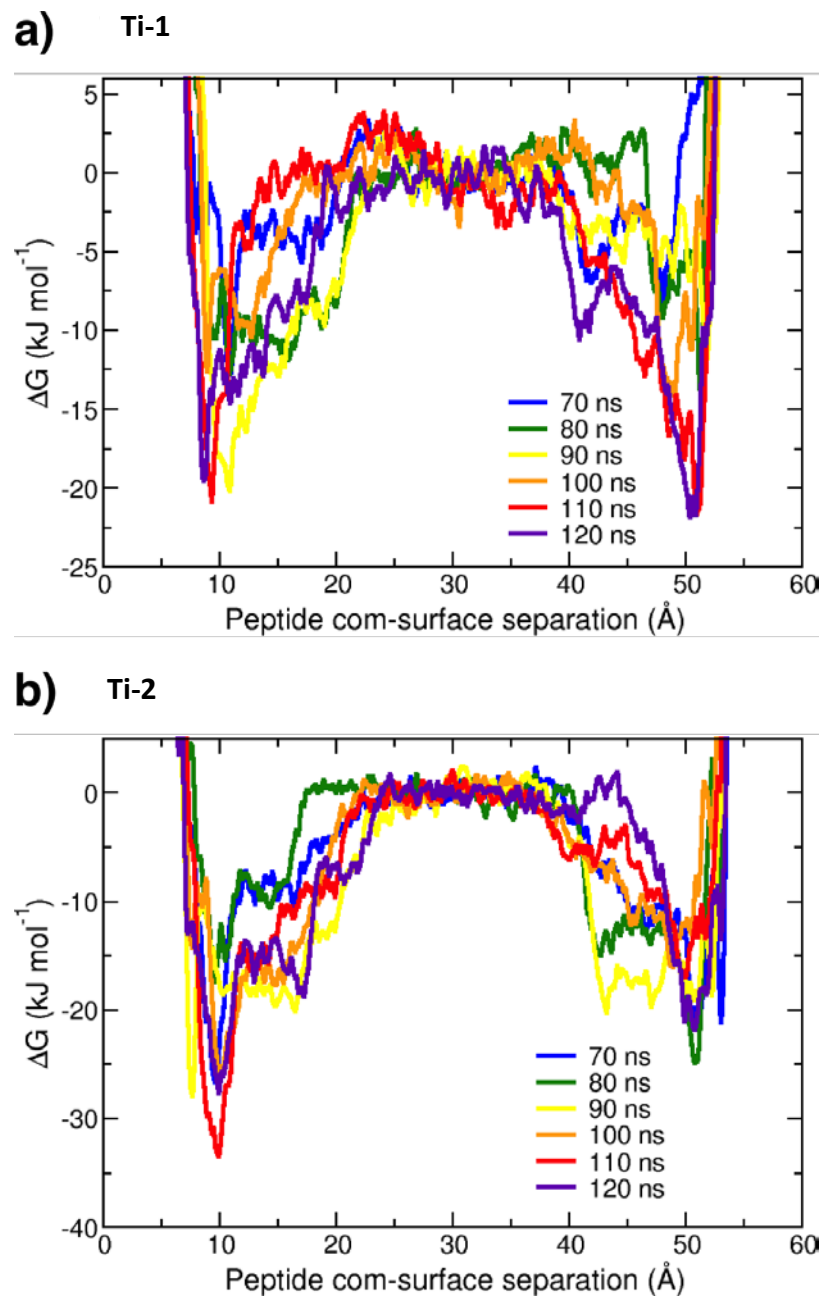 a) Ti-1
5
0
-5
-10
-15
-20
-25
ΔG (kJ mol⁻¹)
70 ns
80 ns
90 ns
100 ns
110 ns
120 ns
0 10 20 30 40 50 60
Peptide com-surface separation (Å)
b) Ti-2
0
-10
-20
-30
-40
ΔG (kJ mol⁻¹)
70 ns
80 ns
90 ns
100 ns
110 ns
120 ns
0 10 20 30 40 50 60
Peptide com-surface separation (Å)